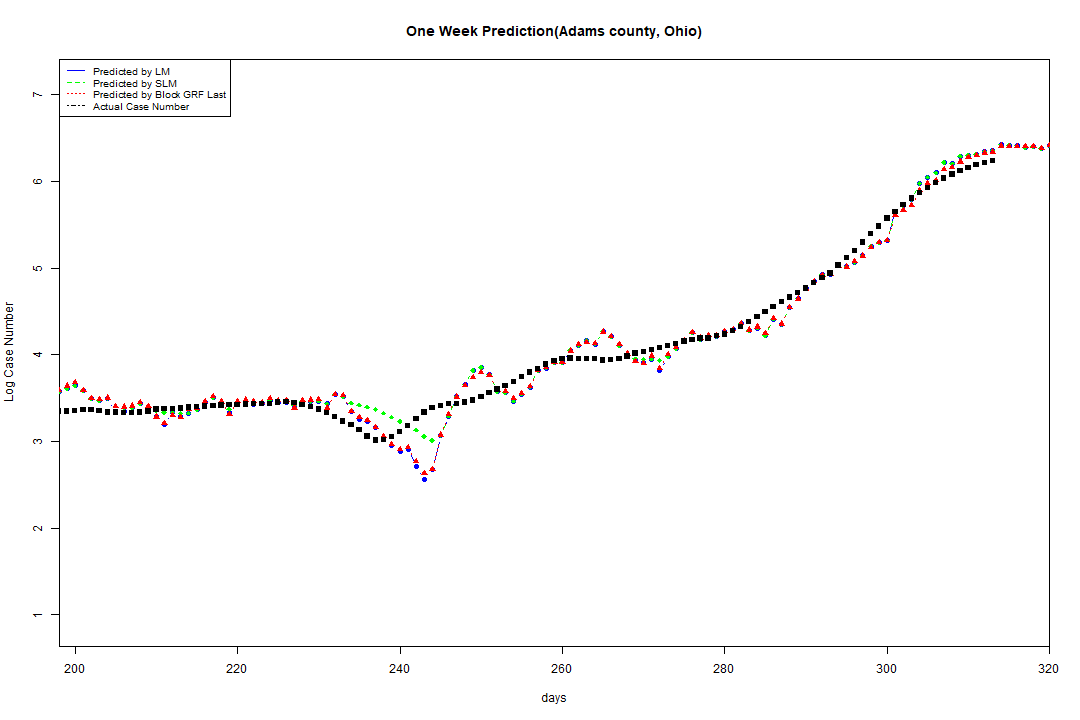 One Week Prediction(Adams county, Ohio)
Predicted by LM
Predicted by SLM
Predicted by Block GRF Last
Actual Case Number
7
6
5
4
3
2
1
Log Case Number
200 220 240 260 280 300 320
days